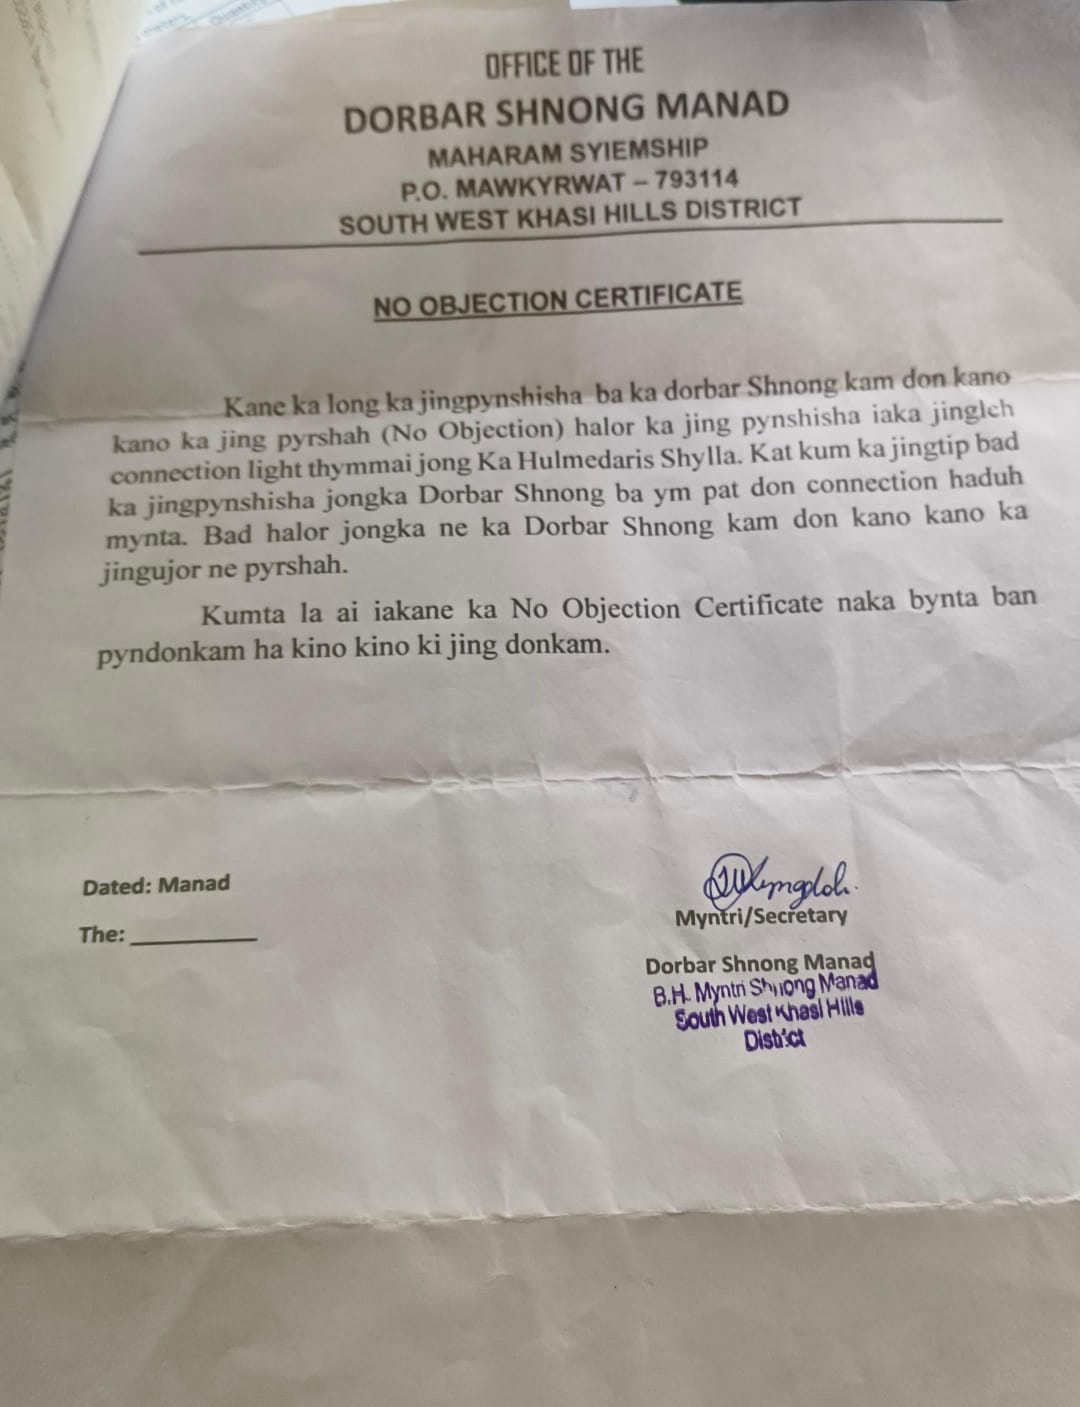 OFFICE OF THE
DORBAR SHNONG MANAD
MAHARAM SYIEMSHIP
P.O. MAWKYRWAT – 793114
SOUTH WEST KHASI HILLS DISTRICT
NO OBJECTION CERTIFICATE
Kane ka long ka jingpynshisha ba ka dorbar Shnong kam don kano
kano ka jing pyrshah (No Objection) halor ka jing pynshisha iaka jingleh
connection light thymmai jong Ka Hulmedaris Shylla. Kat kum ka jingtip bad
ka jingpynshisha jongka Dorbar Shnong ba ym pat don connection haduh
mynta. Bad halor jongka ne ka Dorbar Shnong kam don kano kano ka
jingujor ne pyrshah.
Kumta la ai iakane ka No Objection Certificate naka bynta ban
pyndonkam ha kino kino ki jing donkam.
Dated: Manad
The:
Myntri/Secretary
Dorbar Shnong Manad
B.H. Myntri Shnong Manad
South West Khasi Hills
District